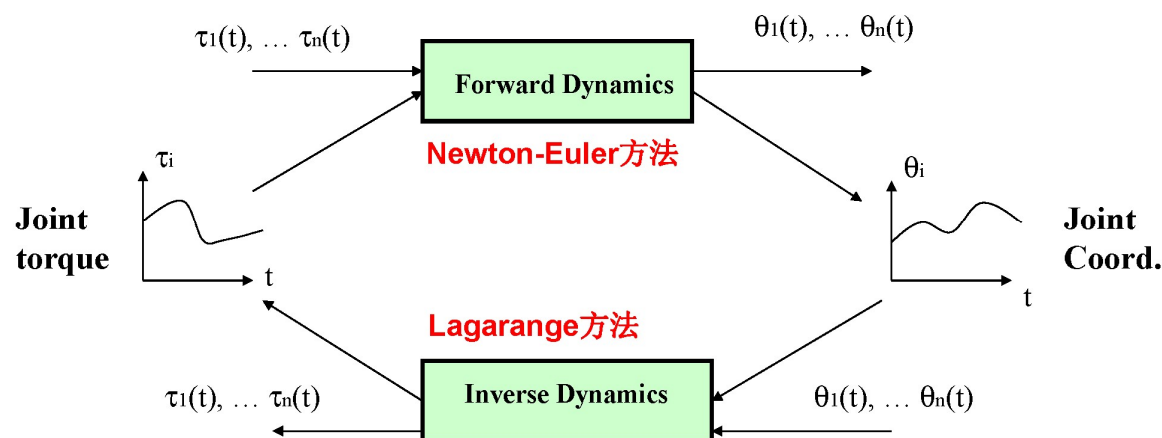 τ1(t), … τn(t)
θ1(t), … θn(t)
Forward Dynamics
Newton-Euler方法
τi
θi
Joint
torque
t
Joint
Coord.
t
Lagarange方法
Inverse Dynamics
τ1(t), … τn(t)
θ1(t), … θn(t)